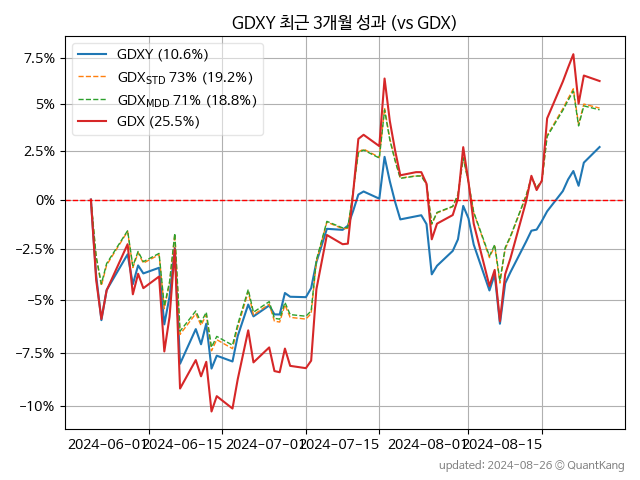 GDXY 최근 3개월 성과 (vs GDX)
GDXY (10.6%)
GDXSTD 73% (19.2%)
GDXMDD 71% (18.8%)
GDX (25.5%)
7.5%
5%
2.5%
0%
−2.5%
−5%
−7.5%
−10%
2024−06−01
2024−06−15
2024−07−01
2024−07−15
2024−08−01
2024−08−15
updated: 2024-08-26 © QuantKang